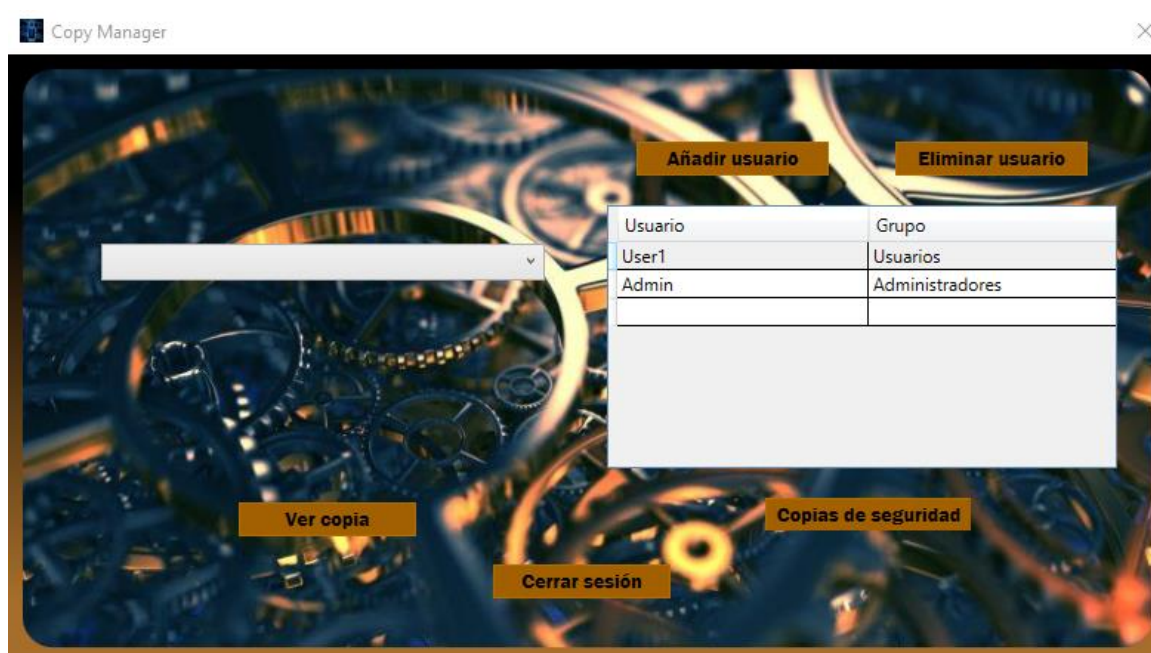 Copy Manager
Añadir usuario
Eliminar usuario
Usuario Grupo
User1 Usuarios
Admin Administradores
Ver copia
Copias de seguridad
Cerrar sesión